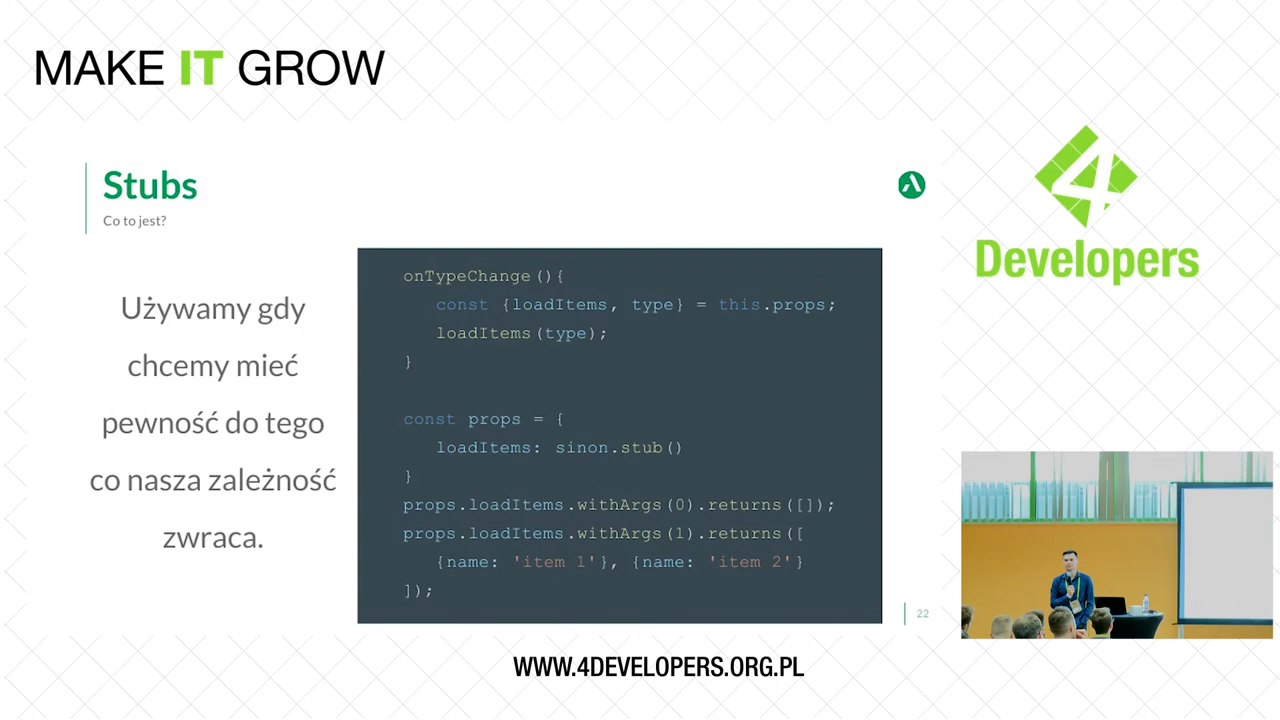 MAKE IT GROW
Stubs
Co to jest?
Używamy gdy
chcemy mieć
pewność do tego
co nasza zależność
zwraca.
onTypeChange(){
const {loadItems, type} = this.props;
loadItems(type);
}
const props = {
loadItems: sinon.stub()
}
props.loadItems.withArgs(0).returns([]);
props.loadItems.withArgs(1).returns([
{name: 'item 1'}, {name: 'item 2'}
]);
22
4
Developers
WWW.4DEVELOPERS.ORG.PL